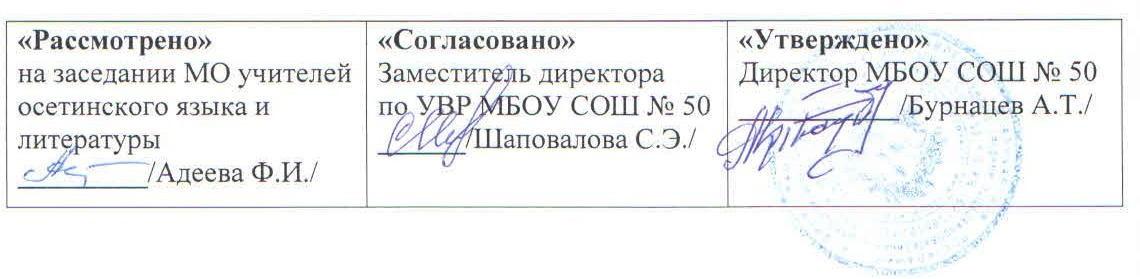 «Рассмотрено»
на заседании МО учителей
осетинского языка и
литературы
/Адеева Ф.И./
«Согласовано»
Заместитель директора
по УВР МБОУ СОШ № 50
/Шаповалова С.Э./
«Утверждено»
Директор МБОУ СОШ № 50
/Бурнацев А.Т./